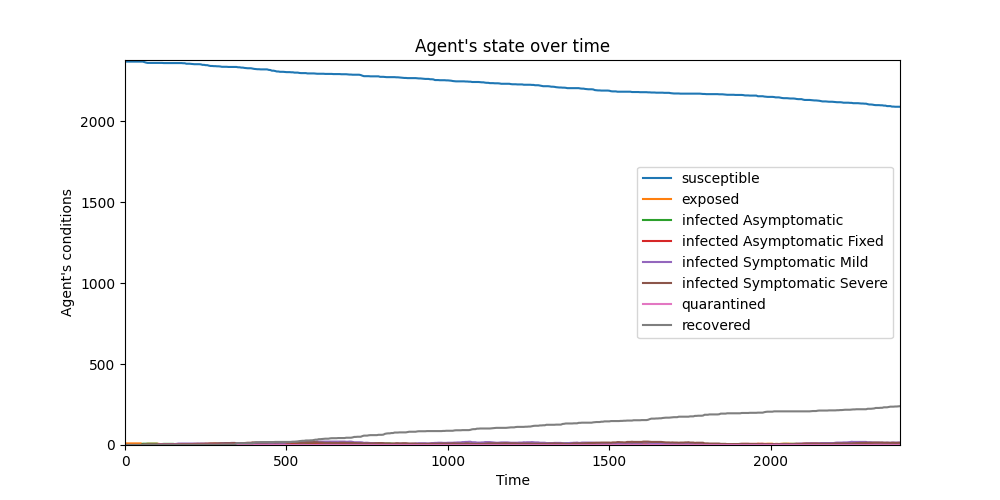 Agent's state over time
Agent's conditions
2000
1500
1000
500
0
susceptible
exposed
infected Asymptomatic
infected Asymptomatic Fixed
infected Symptomatic Mild
infected Symptomatic Severe
quarantined
recovered
0 500 1000 1500 2000
Time